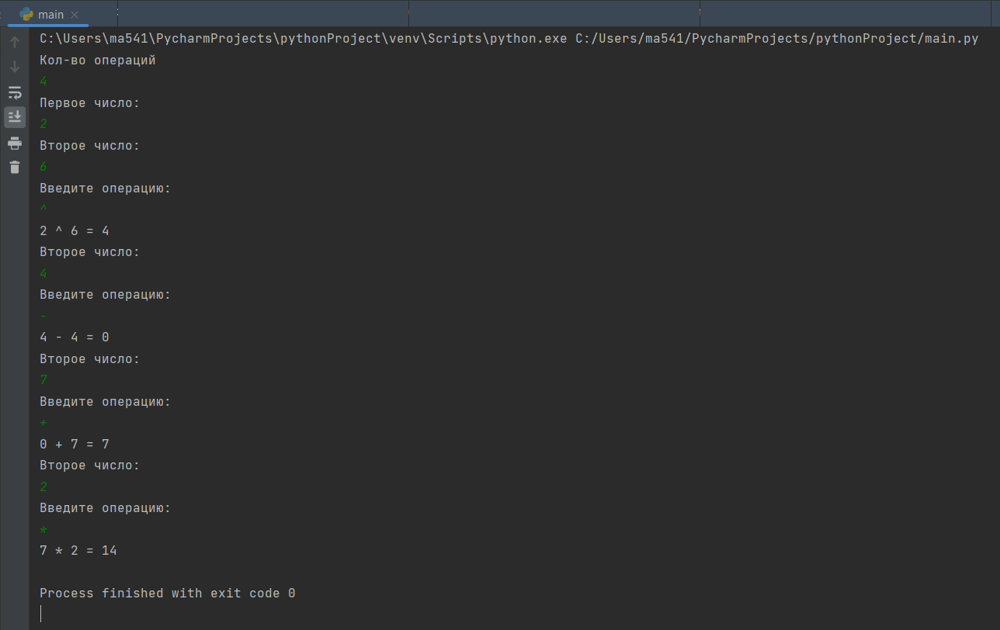 main
C:\Users\ma541\PycharmProjects\pythonProject\venv\Scripts\python.exe C:/Users/ma541/PycharmProjects/pythonProject/main.py
Кол-во операций
4
Первое число:
2
Второе число:
6
Введите операцию:
^
2 ^ 6 = 4
Второе число:
4
Введите операцию:
-
4 - 4 = 0
Второе число:
7
Введите операцию:
+
0 + 7 = 7
Второе число:
2
Введите операцию:
*
7 * 2 = 14
Process finished with exit code 0